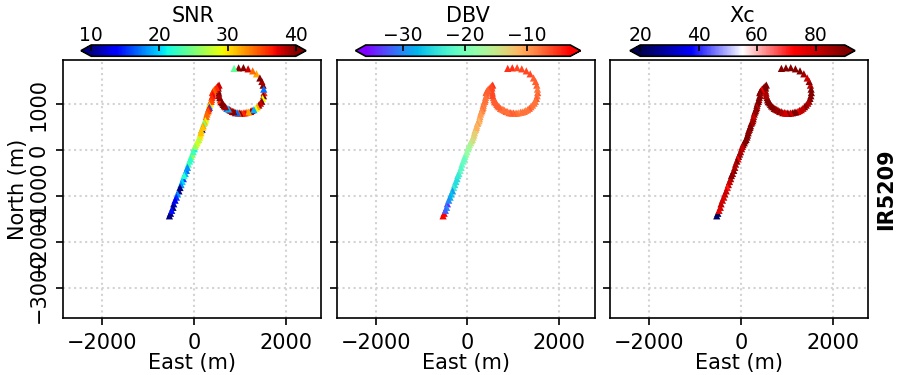 SNR DBV Xc
10 20 30 40 −30 −20 −10 20 40 60 80
North (m)
1000
0
−1000
−2000
−3000
IR5209
−2000 0 2000 −2000 0 2000 −2000 0 2000
East (m) East (m) East (m)